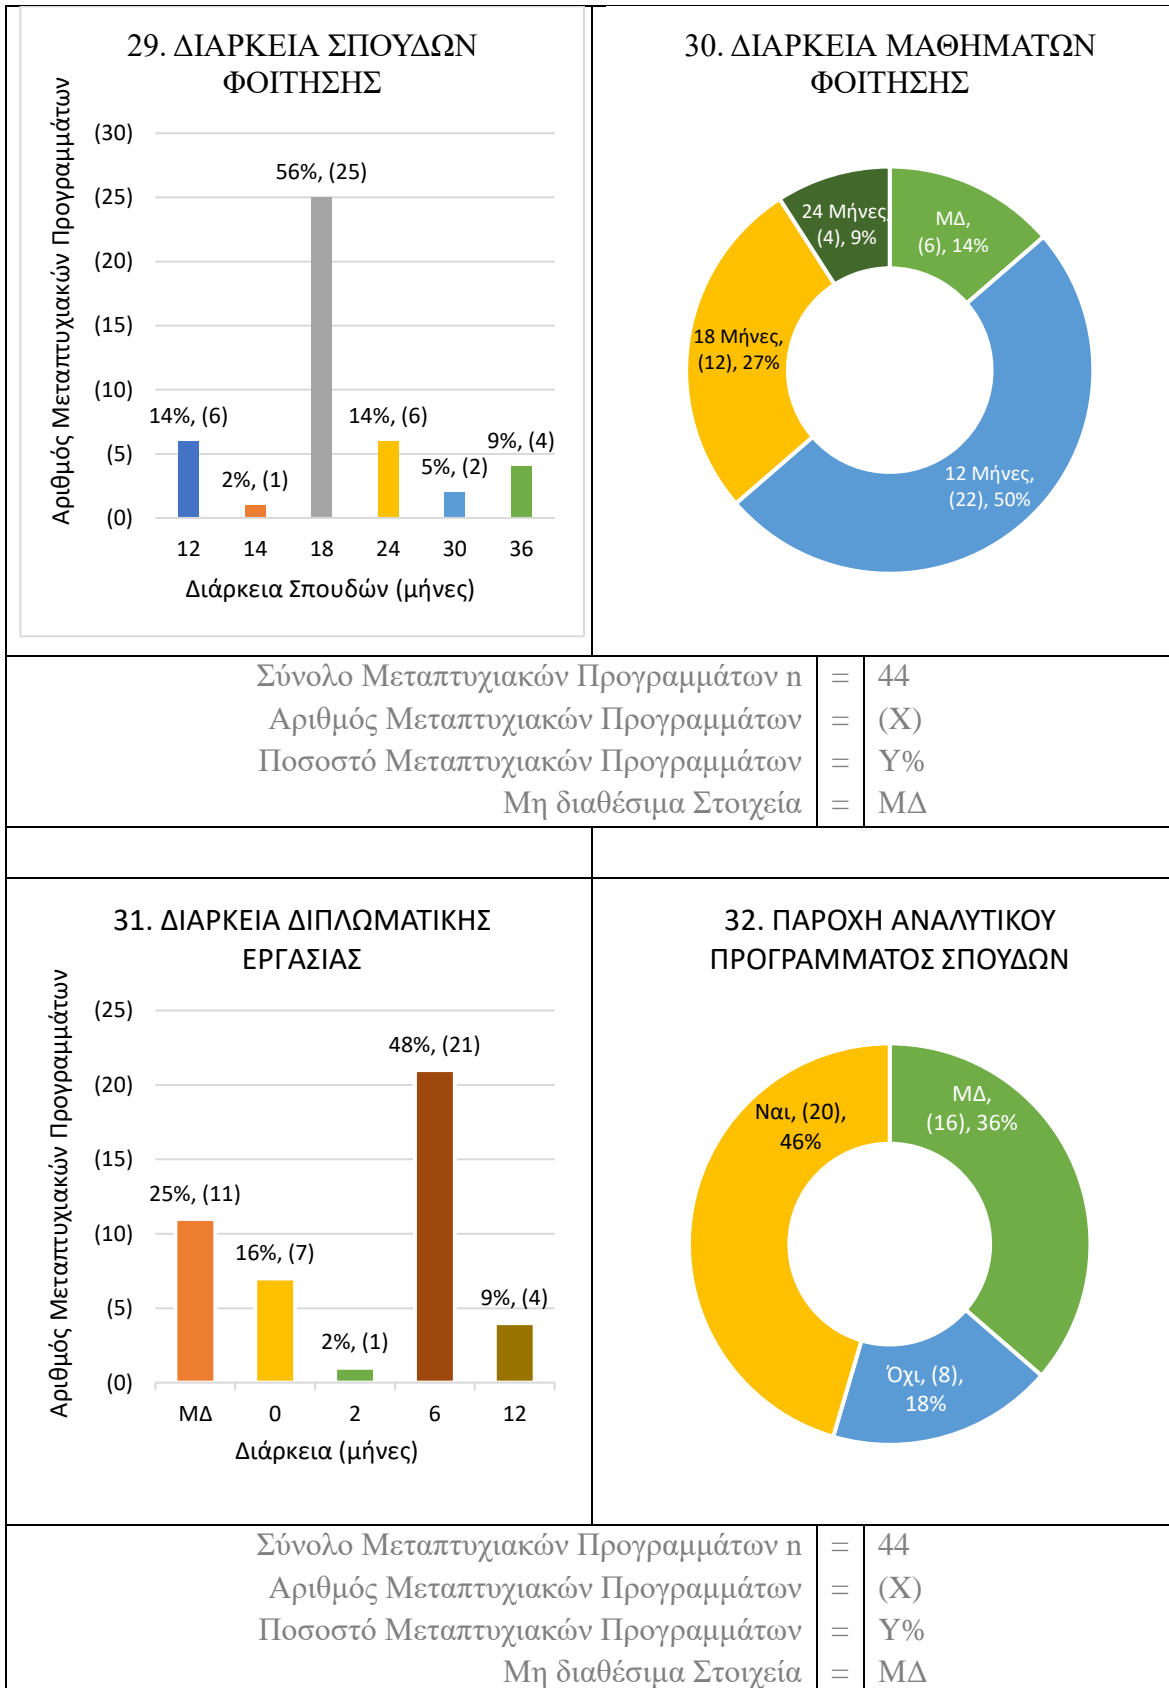 29. ΔΙΑΡΚΕΙΑ ΣΠΟΥΔΩΝ
ΦΟΙΤΗΣΗΣ
Αριθμός Μεταπτυχιακών Προγραμμάτων
(30)
(25)
(20)
(15)
(10)
(5)
(0)
14%, (6)
2%, (1)
56%, (25)
14%, (6)
5%, (2)
9%, (4)
12 14 18 24 30 36
Διάρκεια Σπουδών (μήνες)
30. ΔΙΑΡΚΕΙΑ ΜΑΘΗΜΑΤΩΝ
ΦΟΙΤΗΣΗΣ
ΜΔ,
(6), 14%
12 Μήνες,
(22), 50%
18 Μήνες,
(12), 27%
24 Μήνες,
(4), 9%
Σύνολο Μεταπτυχιακών Προγραμμάτων n = 44
Αριθμός Μεταπτυχιακών Προγραμμάτων = (Χ)
Ποσοστό Μεταπτυχιακών Προγραμμάτων = Υ%
Μη διαθέσιμα Στοιχεία = ΜΔ
31. ΔΙΑΡΚΕΙΑ ΔΙΠΛΩΜΑΤΙΚΗΣ
ΕΡΓΑΣΙΑΣ
Αριθμός Μεταπτυχιακών Προγραμμάτων
(25)
(20)
(15)
(10)
(5)
(0)
25%, (11)
16%, (7)
2%, (1)
48%, (21)
9%, (4)
ΜΔ 0 2 6 12
Διάρκεια (μήνες)
32. ΠΑΡΟΧΗ ΑΝΑΛΥΤΙΚΟΥ
ΠΡΟΓΡΑΜΜΑΤΟΣ ΣΠΟΥΔΩΝ
ΜΔ,
(16), 36%
Όχι, (8),
18%
Ναι, (20),
46%
Σύνολο Μεταπτυχιακών Προγραμμάτων n = 44
Αριθμός Μεταπτυχιακών Προγραμμάτων = (Χ)
Ποσοστό Μεταπτυχιακών Προγραμμάτων = Υ%
Μη διαθέσιμα Στοιχεία = ΜΔ